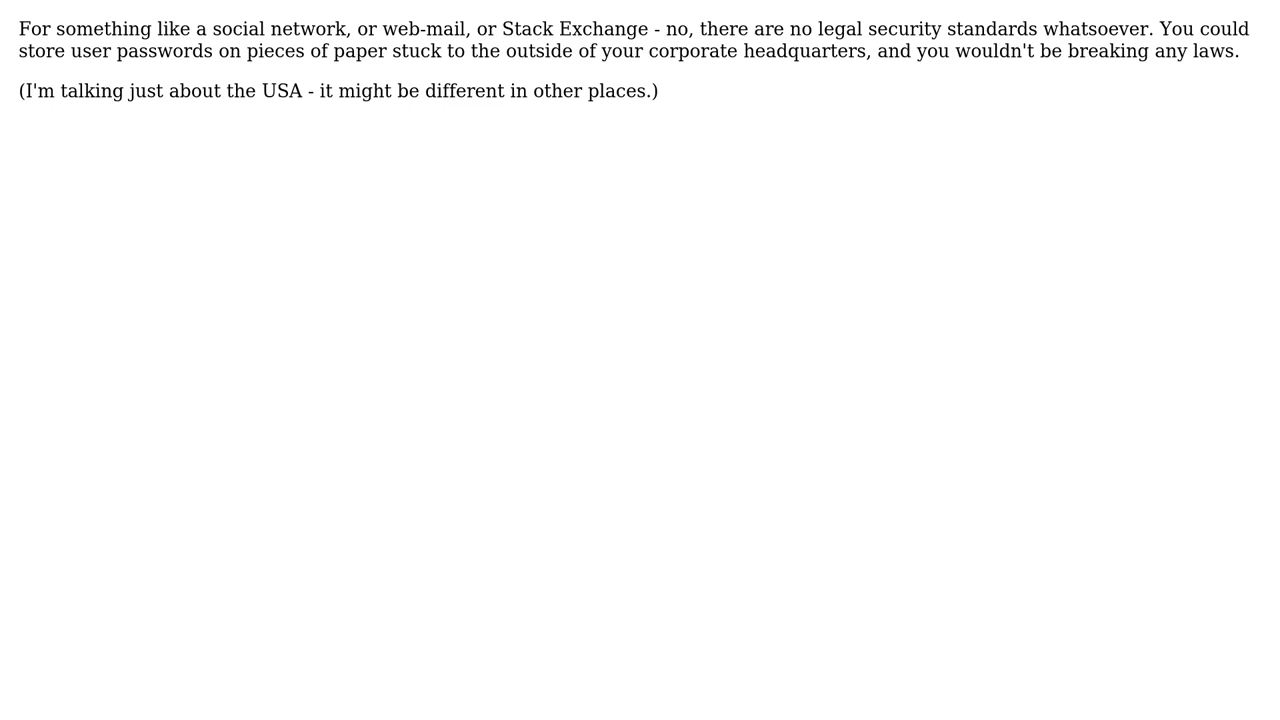 For something like a social network, or web-mail, or Stack Exchange - no, there are no legal security standards whatsoever. You could
store user passwords on pieces of paper stuck to the outside of your corporate headquarters, and you wouldn't be breaking any laws.
(I'm talking just about the USA - it might be different in other places.)